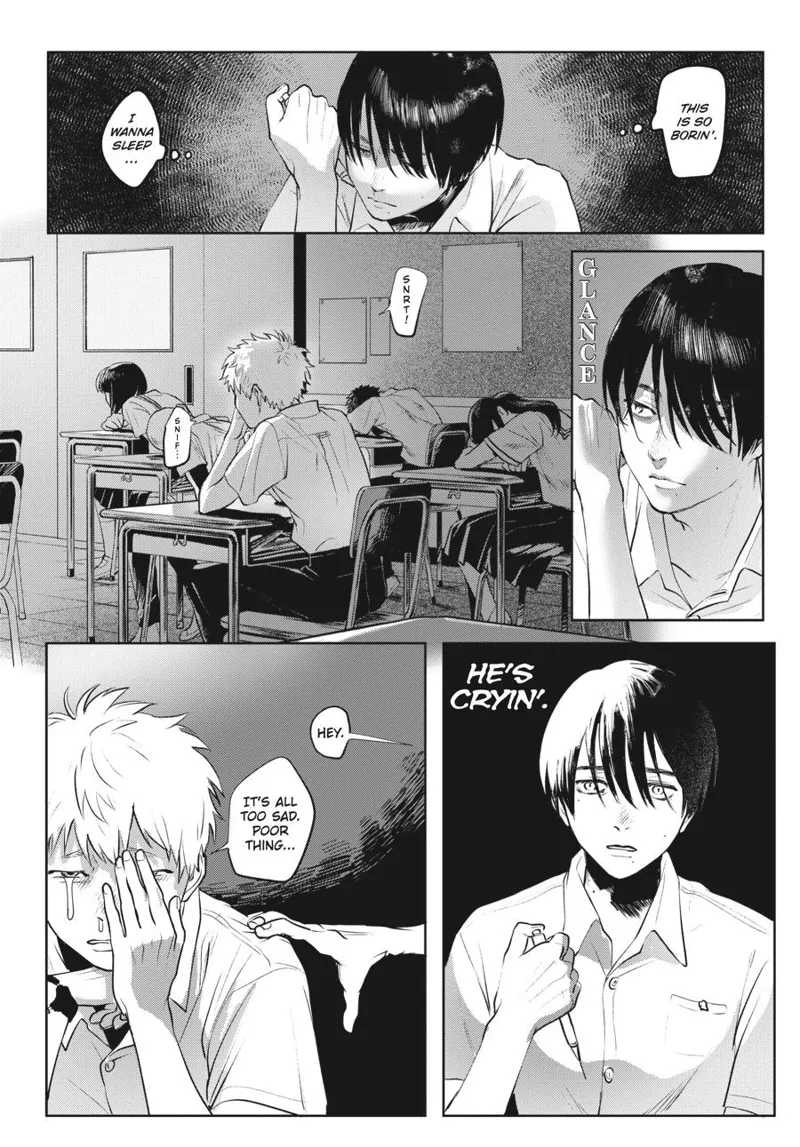 THIS
IS SO
BORIN'.
I
WANNA
SLEEP
...
GLANCE
SNRT!
SNIF...
HE'S
CRYIN'.
HEY.
IT'S ALL
TOO SAD.
POOR
THING...